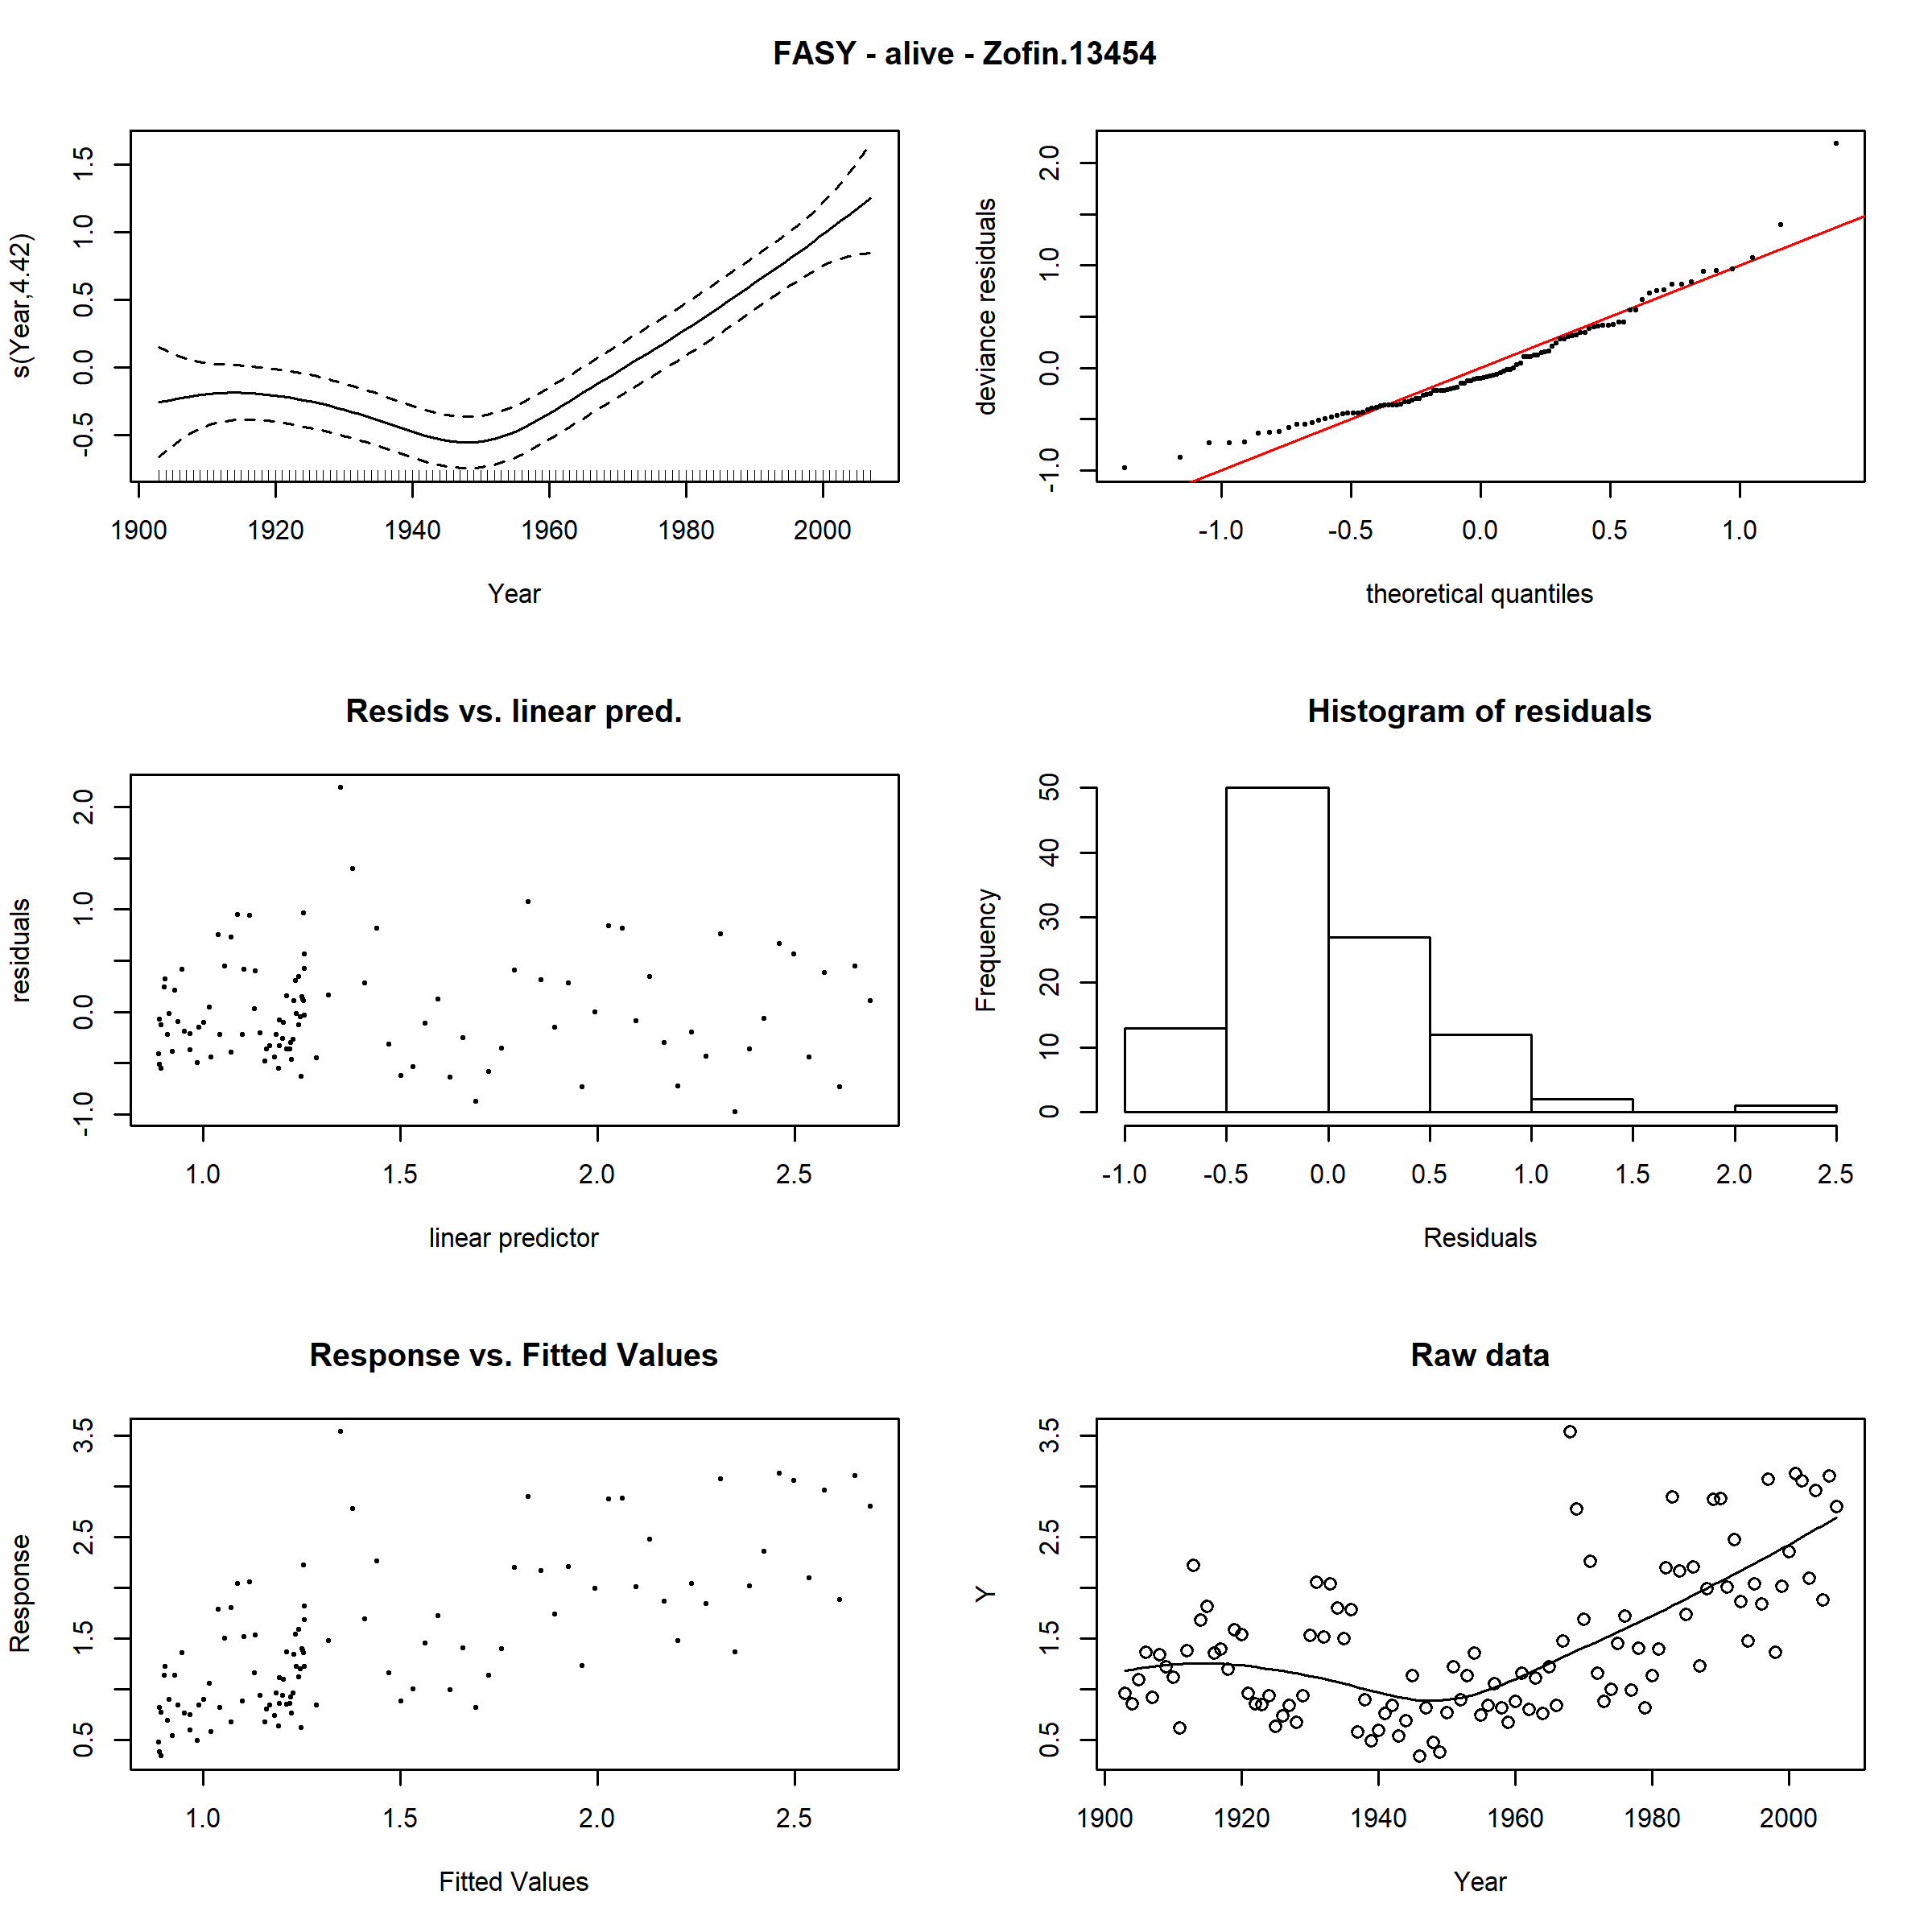 FASY - alive - Zofin.13454
s(Year,4.42)
-0.5 0.0 0.5 1.0 1.5
1900 1920 1940 1960 1980 2000
Year
deviance residuals
-1.0 0.0 1.0 2.0
-1.0 -0.5 0.0 0.5 1.0
theoretical quantiles
Resids vs. linear pred.
residuals
-1.0 0.0 1.0 2.0
1.0 1.5 2.0 2.5
linear predictor
Histogram of residuals
Frequency
0 10 20 30 40 50
-1.0 -0.5 0.0 0.5 1.0 1.5 2.0 2.5
Residuals
Response vs. Fitted Values
Response
0.5 1.5 2.5 3.5
1.0 1.5 2.0 2.5
Fitted Values
Raw data
Y
0.5 1.5 2.5 3.5
1900 1920 1940 1960 1980 2000
Year